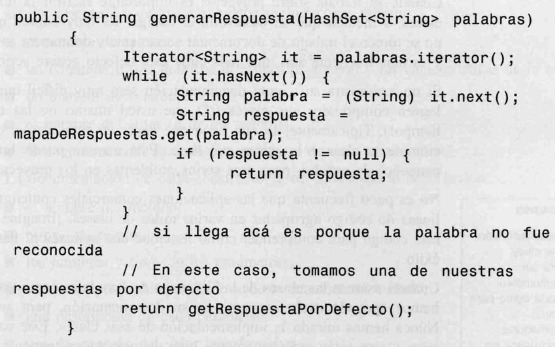 public String generarRespuesta(HashSet<String> palabras)
{
Iterator<String> it = palabras.iterator();
while (it.hasNext()) {
String palabra = (String) it.next();
String respuesta =
mapaDeRespuestas.get(palabra);
if (respuesta != null) {
return respuesta;
}
}
// si llega acá es porque la palabra no fue
reconocida
// En este caso, tomamos una de nuestras
respuestas por defecto
return getRespuestaPorDefecto();
}